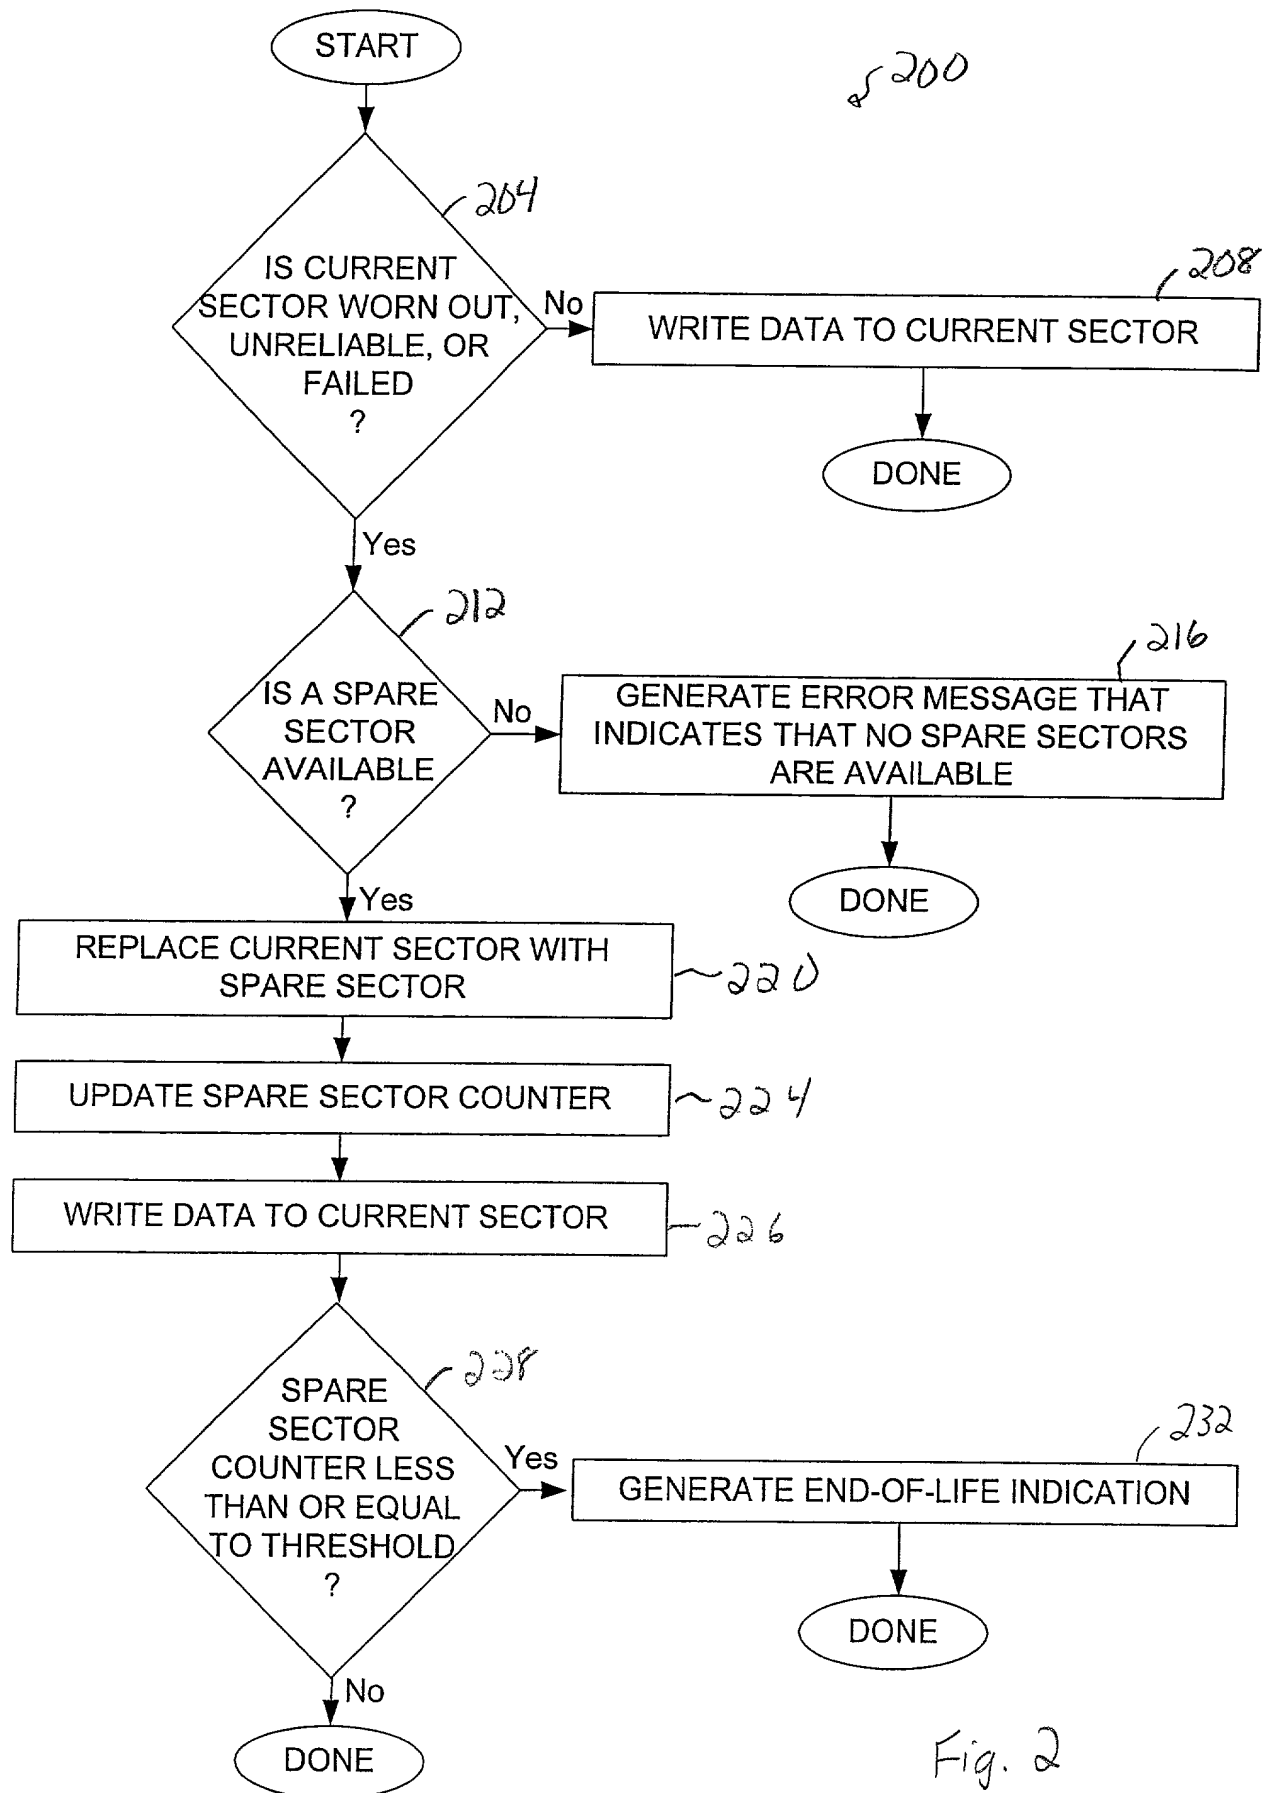 START
200
204
IS CURRENT
SECTOR WORN OUT,
UNRELIABLE, OR
FAILED
?
No
208
WRITE DATA TO CURRENT SECTOR
DONE
Yes
212
IS A SPARE
SECTOR
AVAILABLE
?
No
216
GENERATE ERROR MESSAGE THAT
INDICATES THAT NO SPARE SECTORS
ARE AVAILABLE
DONE
Yes
REPLACE CURRENT SECTOR WITH
SPARE SECTOR
220
UPDATE SPARE SECTOR COUNTER
224
WRITE DATA TO CURRENT SECTOR
226
228
SPARE
SECTOR
COUNTER LESS
THAN OR EQUAL
TO THRESHOLD
?
Yes
232
GENERATE END-OF-LIFE INDICATION
DONE
No
DONE
Fig. 2